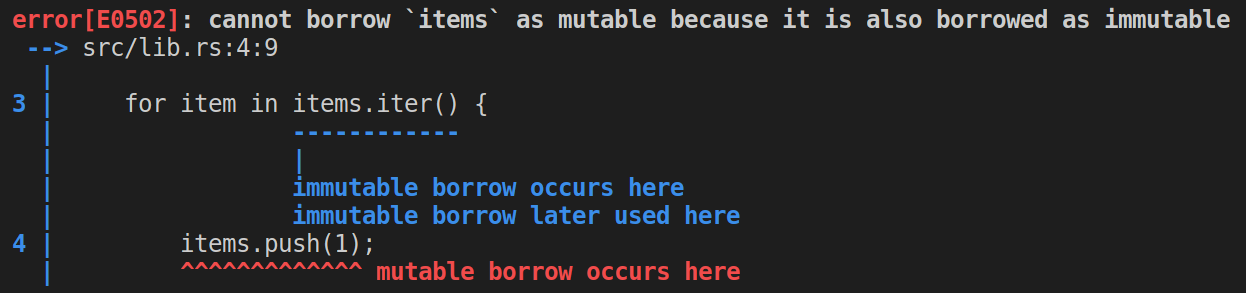 error[E0502]: cannot borrow `items` as mutable because it is also borrowed as immutable
 --> src/lib.rs:4:9
  |
3 |     for item in items.iter() {
  |                 ------------
  |                 |
  |                 immutable borrow occurs here
  |                 immutable borrow later used here
4 |         items.push(1);
  |         ^^^^^^^^^^^^^ mutable borrow occurs here